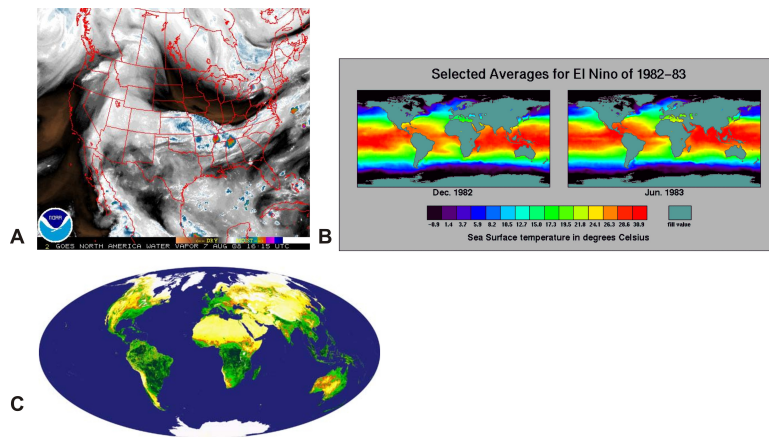 A
NOAA
DRY
2 GOES NORTH AMERICA WATER VAPOR 7 AUG 08 16:15 UTC
Selected Averages for El Nino of 1982–83
Dec. 1982
Jun. 1983
-0.9 1.4 3.7 5.9 8.2 10.5 12.7 15.0 17.3 19.5 21.8 24.1 26.3 28.6 30.9
fill value
Sea Surface temperature in degrees Celsius
B
C